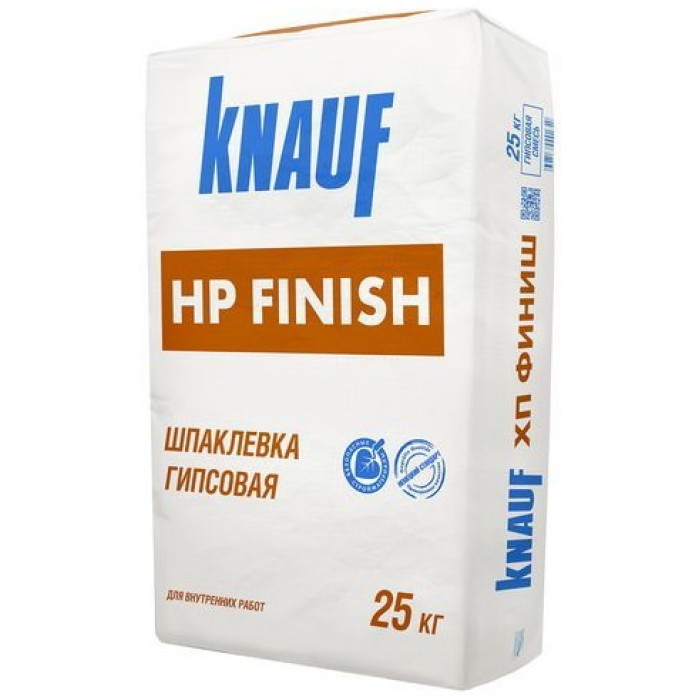 KNAUF
HP FINISH
ШПАКЛЕВКА
ГИПСОВАЯ
ДЛЯ ВНУТРЕННИХ РАБОТ
25 КГ
25 КГ
ГИПСОВАЯ
СМЕСЬ
KNAUF ХП ФИНИШ